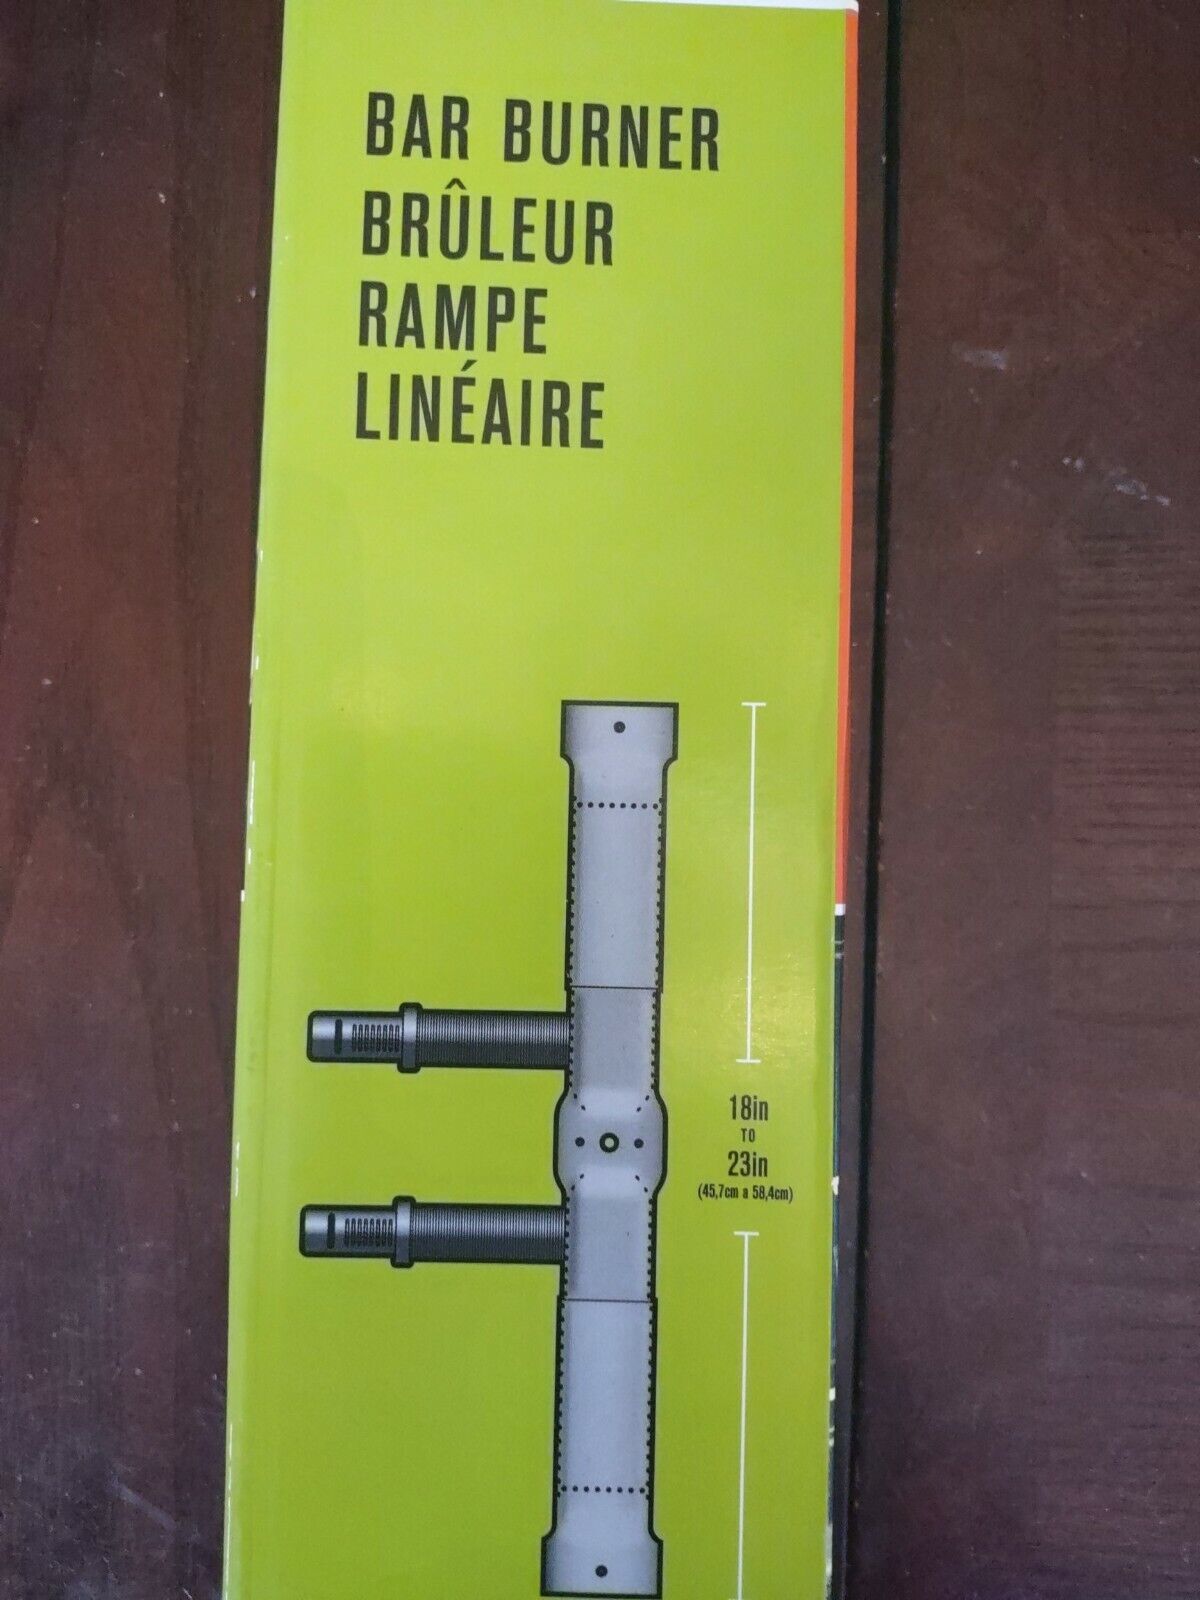 BAR BURNER
BRÛLEUR
RAMPE
LINÉAIRE
18in
TO
23in
(45,7cm a 58,4cm)